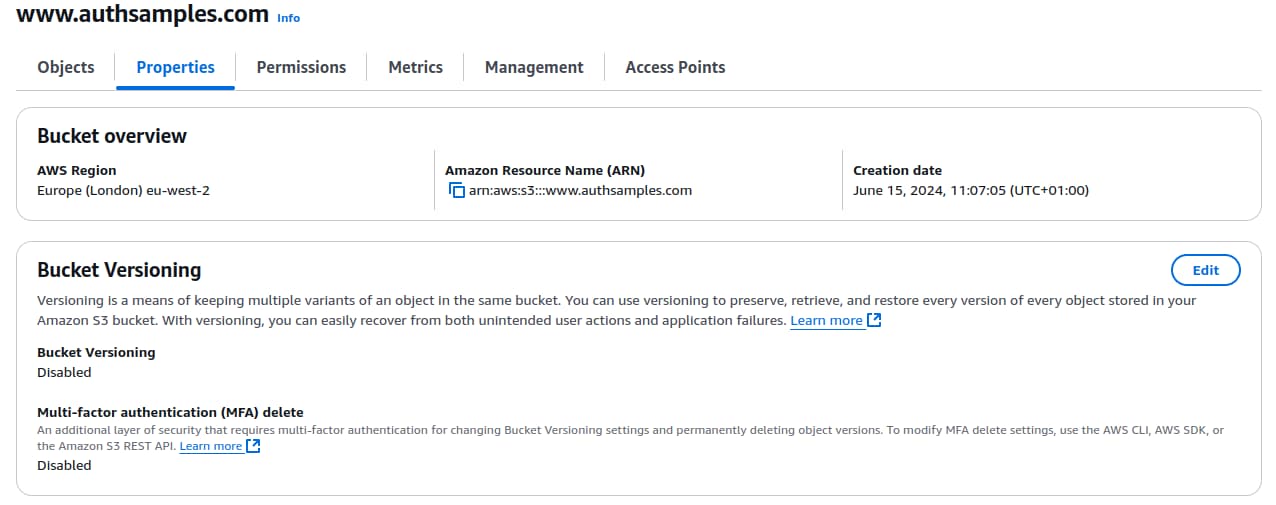 www.authsamples.com Info
Objects Properties Permissions Metrics Management Access Points
Bucket overview
AWS Region
Europe (London) eu-west-2
Amazon Resource Name (ARN)
arn:aws:s3:::www.authsamples.com
Creation date
June 15, 2024, 11:07:05 (UTC+01:00)
Bucket Versioning
Edit
Versioning is a means of keeping multiple variants of an object in the same bucket. You can use versioning to preserve, retrieve, and restore every version of every object stored in your
Amazon S3 bucket. With versioning, you can easily recover from both unintended user actions and application failures. Learn more
Bucket Versioning
Disabled
Multi-factor authentication (MFA) delete
An additional layer of security that requires multi-factor authentication for changing Bucket Versioning settings and permanently deleting object versions. To modify MFA delete settings, use the AWS CLI, AWS SDK, or
the Amazon S3 REST API. Learn more
Disabled